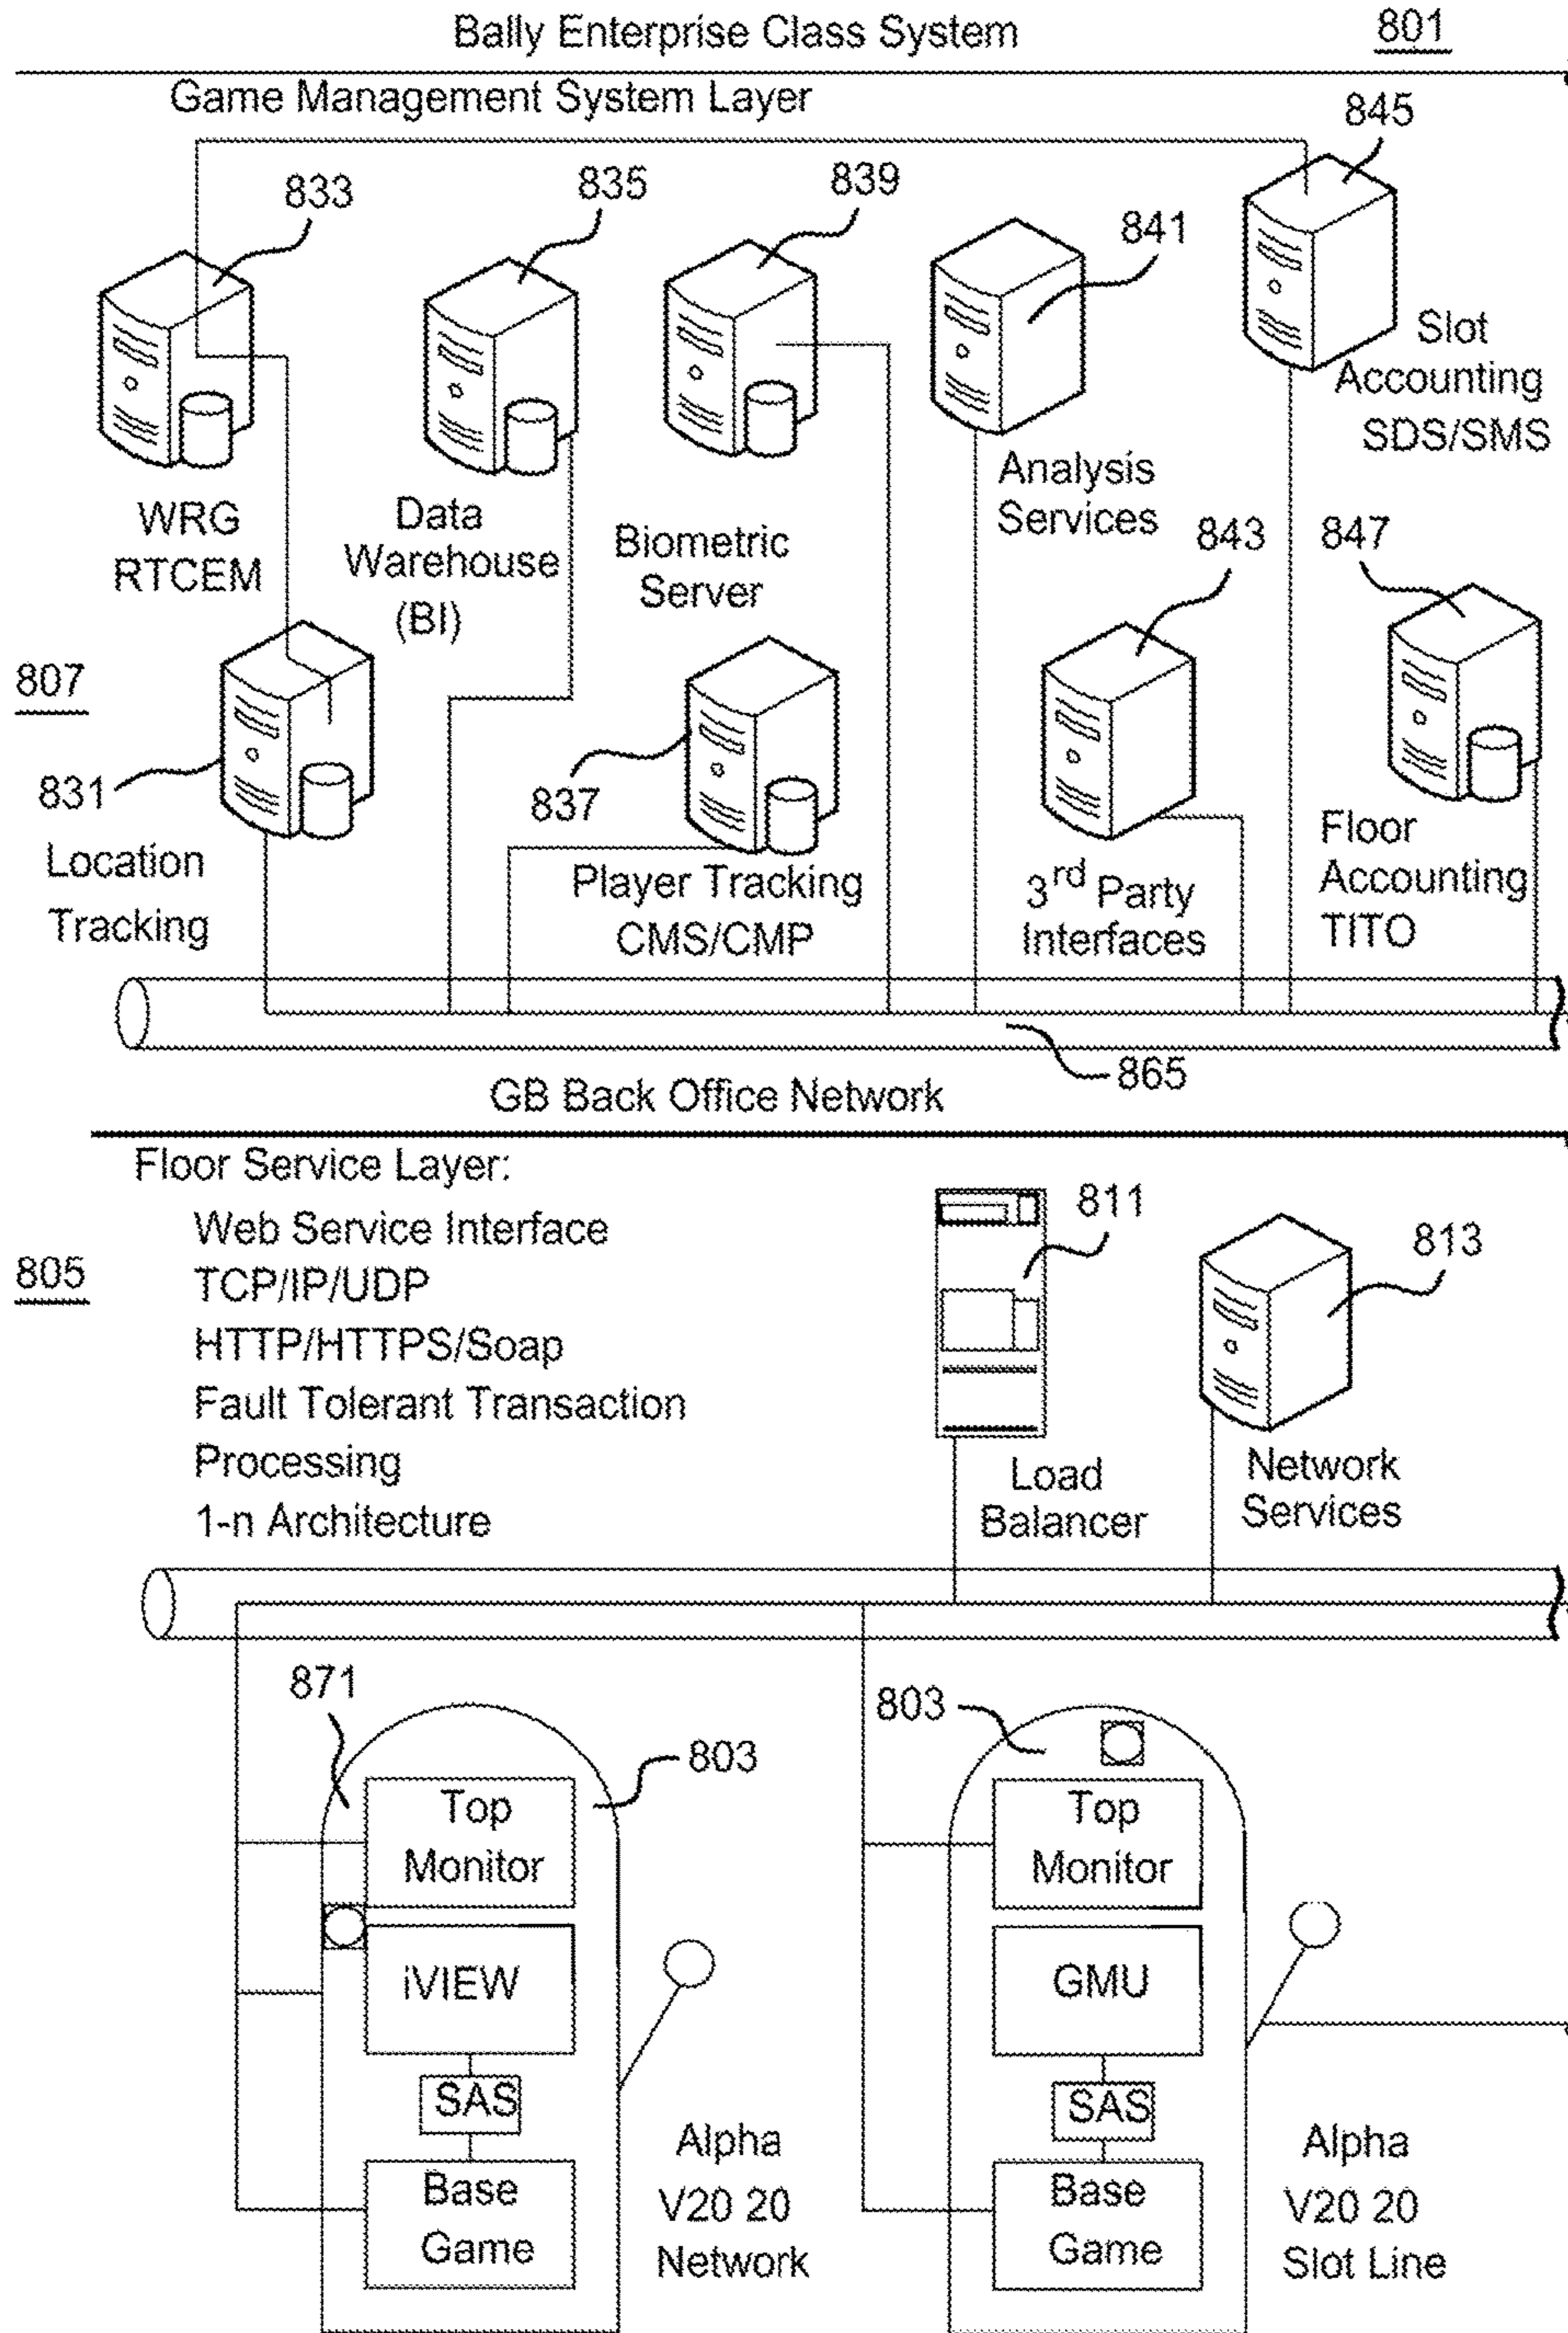 Bally Enterprise Class System
801
Game Management System Layer
845
833
835
839
841
Slot
Accounting
SDS/SMS
WRG
RTCEM
Data
Warehouse
(BI)
Biometric
Server
Analysis
Services
843
847
807
831
Location
Tracking
837
Player Tracking
CMS/CMP
3rd Party
Interfaces
Floor
Accounting
TITO
865
GB Back Office Network
Floor Service Layer:
805
Web Service Interface
TCP/IP/UDP
HTTP/HTTPS/Soap
Fault Tolerant Transaction
Processing
1-n Architecture
811
813
Load
Balancer
Network
Services
871
803
Top
Monitor
iVIEW
SAS
Base
Game
Alpha
V20 20
Network
803
Top
Monitor
GMU
SAS
Base
Game
Alpha
V20 20
Slot Line